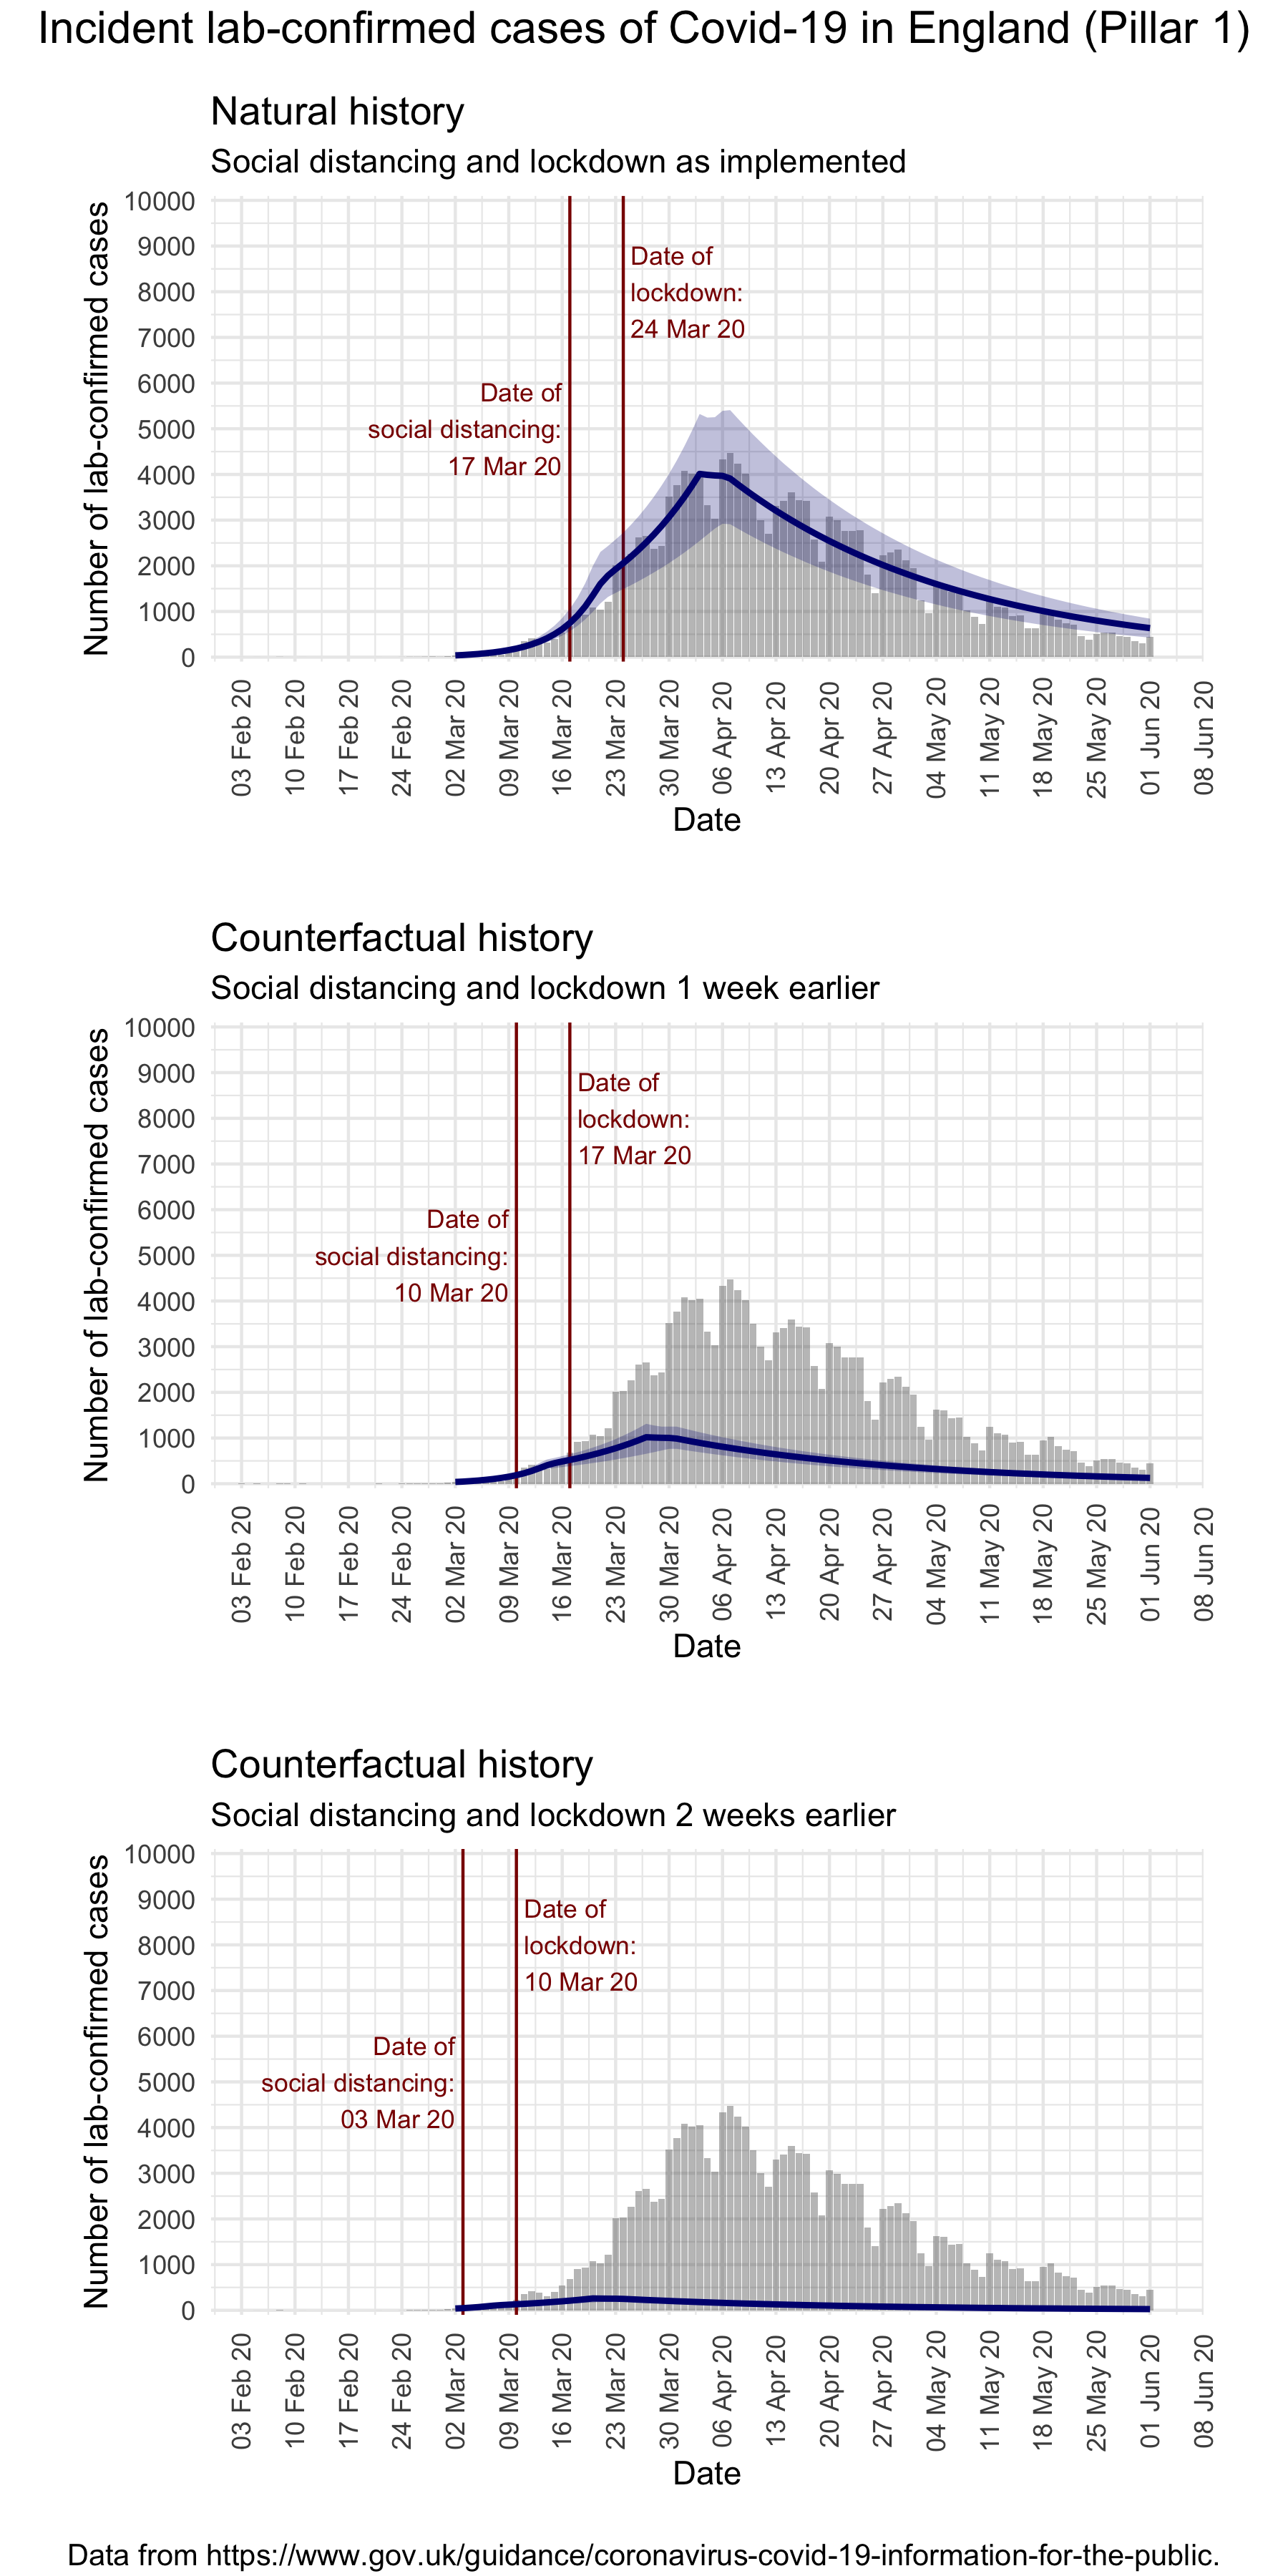 Incident lab-confirmed cases of Covid-19 in England (Pillar 1)
Natural history
Social distancing and lockdown as implemented
Number of lab-confirmed cases
10000
9000
8000
7000
6000
5000
4000
3000
2000
1000
0
Date of
lockdown:
24 Mar 20
Date of
social distancing:
17 Mar 20
03 Feb 20
10 Feb 20
17 Feb 20
24 Feb 20
02 Mar 20
09 Mar 20
16 Mar 20
23 Mar 20
30 Mar 20
06 Apr 20
13 Apr 20
20 Apr 20
27 Apr 20
04 May 20
11 May 20
18 May 20
25 May 20
01 Jun 20
08 Jun 20
Date
Counterfactual history
Social distancing and lockdown 1 week earlier
Number of lab-confirmed cases
10000
9000
8000
7000
6000
5000
4000
3000
2000
1000
0
Date of
lockdown:
17 Mar 20
Date of
social distancing:
10 Mar 20
03 Feb 20
10 Feb 20
17 Feb 20
24 Feb 20
02 Mar 20
09 Mar 20
16 Mar 20
23 Mar 20
30 Mar 20
06 Apr 20
13 Apr 20
20 Apr 20
27 Apr 20
04 May 20
11 May 20
18 May 20
25 May 20
01 Jun 20
08 Jun 20
Date
Counterfactual history
Social distancing and lockdown 2 weeks earlier
Number of lab-confirmed cases
10000
9000
8000
7000
6000
5000
4000
3000
2000
1000
0
Date of
lockdown:
10 Mar 20
Date of
social distancing:
03 Mar 20
03 Feb 20
10 Feb 20
17 Feb 20
24 Feb 20
02 Mar 20
09 Mar 20
16 Mar 20
23 Mar 20
30 Mar 20
06 Apr 20
13 Apr 20
20 Apr 20
27 Apr 20
04 May 20
11 May 20
18 May 20
25 May 20
01 Jun 20
08 Jun 20
Date
Data from https://www.gov.uk/guidance/coronavirus-covid-19-information-for-the-public.